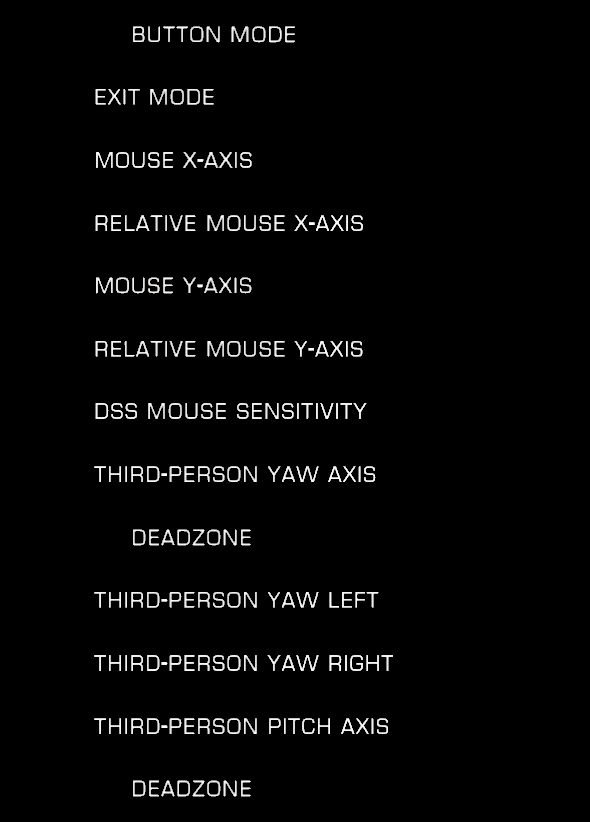 BUTTON MODE
EXIT MODE
MOUSE X-AXIS
RELATIVE MOUSE X-AXIS
MOUSE Y-AXIS
RELATIVE MOUSE Y-AXIS
DSS MOUSE SENSITIVITY
THIRD-PERSON YAW AXIS
DEADZONE
THIRD-PERSON YAW LEFT
THIRD-PERSON YAW RIGHT
THIRD-PERSON PITCH AXIS
DEADZONE